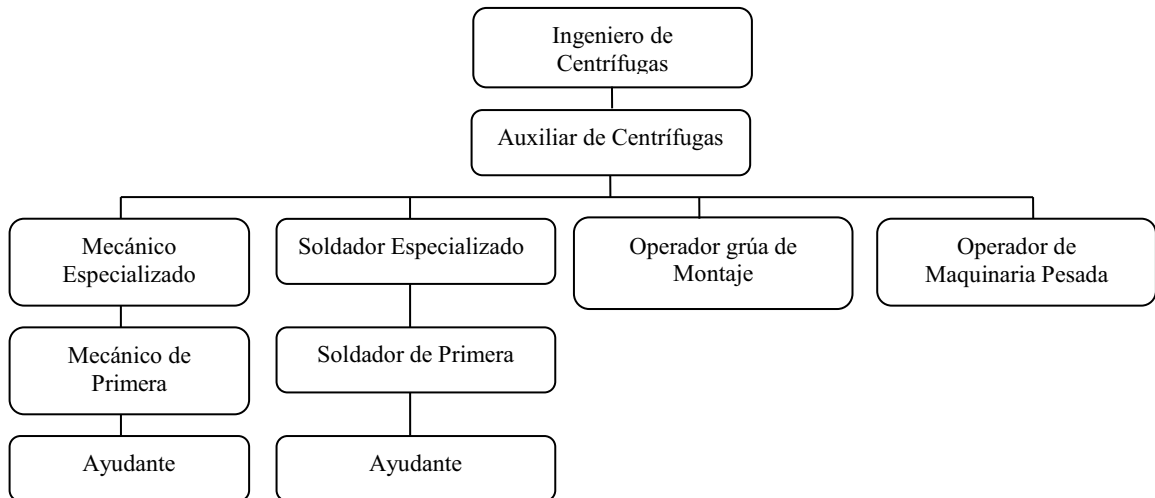 Ingeniero de
Centrífugas
Auxiliar de Centrífugas
Mecánico
Especializado
Soldador Especializado
Operador grúa de
Montaje
Operador de
Maquinaria Pesada
Mecánico de
Primera
Soldador de Primera
Ayudante
Ayudante